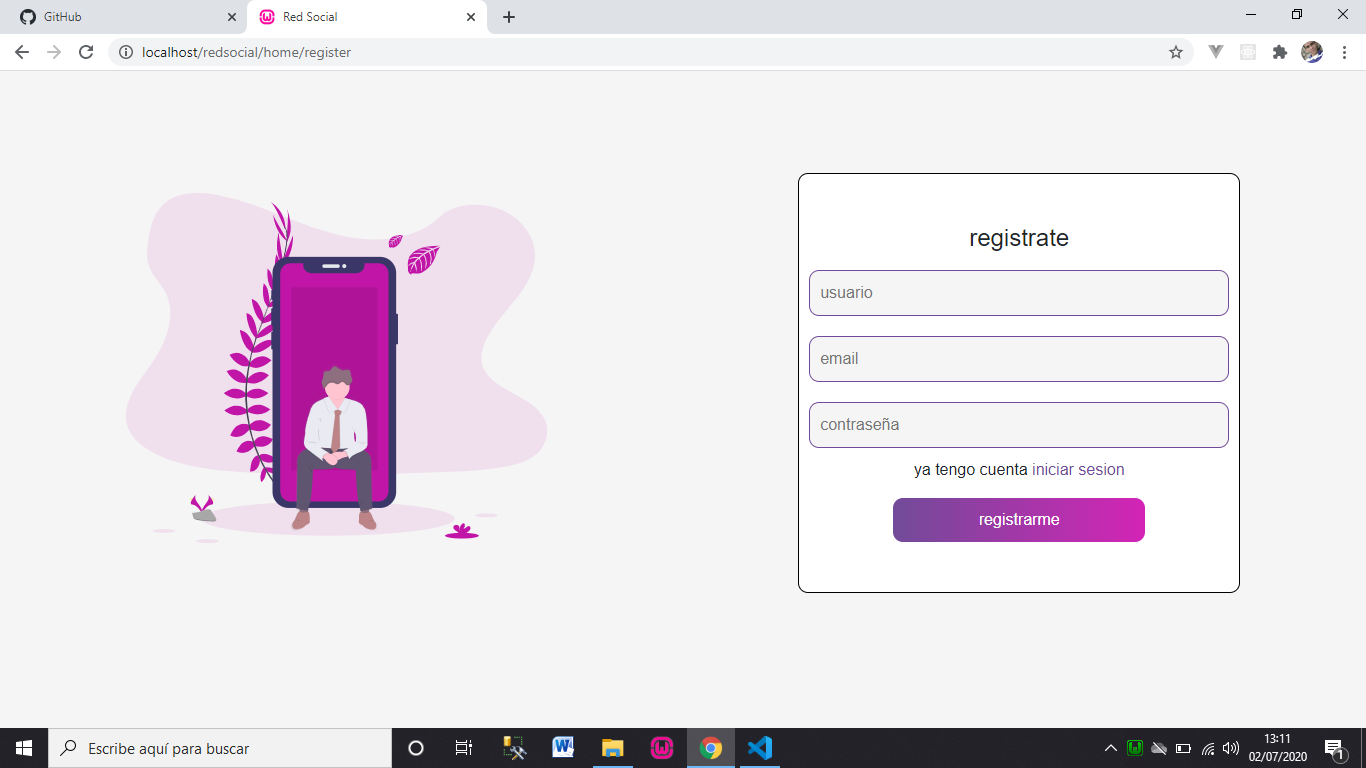 GitHub
Red Social
localhost/redsocial/home/register
registrate
usuario
email
contraseña
ya tengo cuenta iniciar sesion
registrarme
Escribe aquí para buscar
13:11
02/07/2020
1